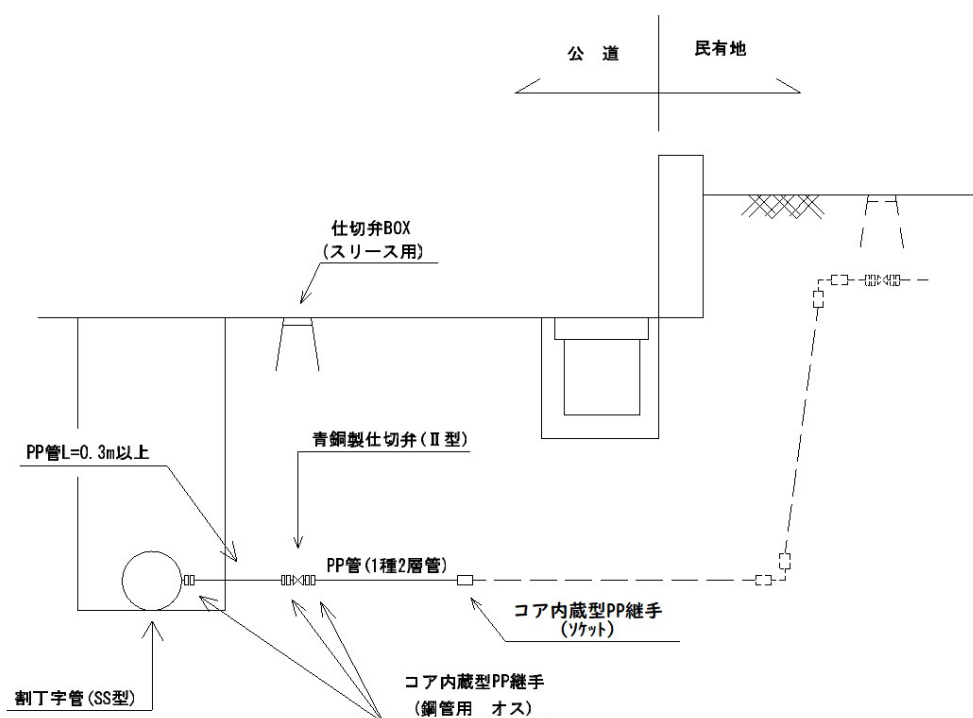 公 道
民有地
仕切弁BOX
(スリース用)
青銅製仕切弁(Ⅱ型)
PP管L=0.3m以上
PP管(1種2層管)
コア内蔵型PP継手
(ソケット)
コア内蔵型PP継手
(鋼管用 オス)
割丁字管(SS型)